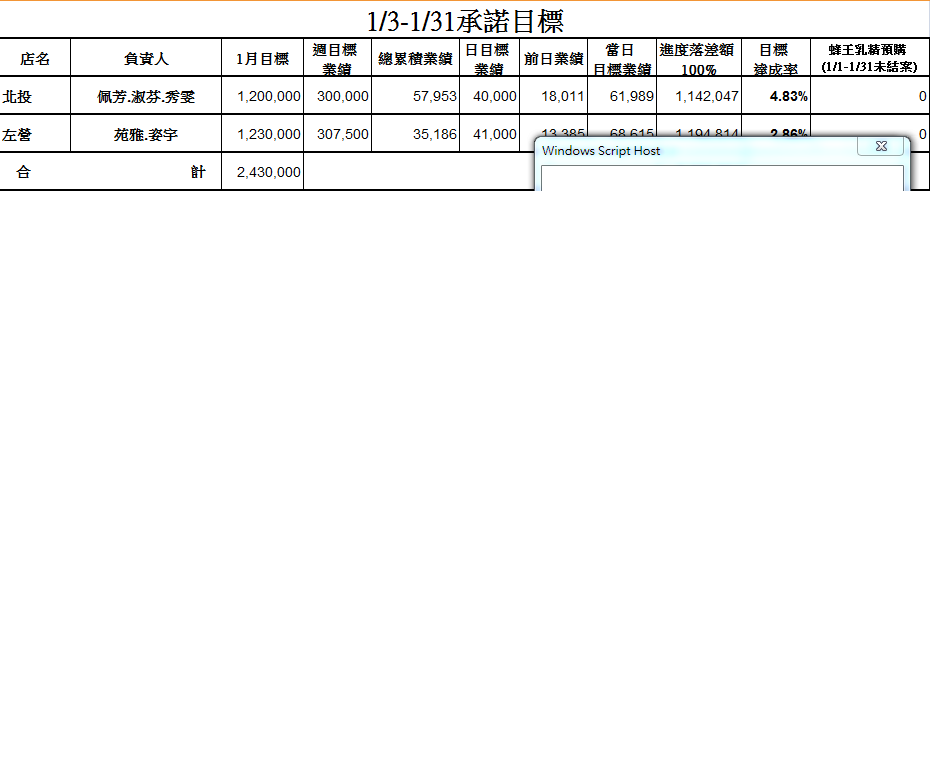 1/3-1/31承諾目標
店名 負責人 1月目標 週目標業績 總累積業績 日目標業績 前日業績 當日目標業績 進度落差額100% 目標達成率 蜂王乳精預購(1/1-1/31未結案)
北投 佩芳.淑芬.秀雯 1,200,000 300,000 57,953 40,000 18,011 61,989 1,142,047 4.83% 0
左營 苑雅.姿宇 1,230,000 307,500 35,186 41,000 13,385 68,615 1,194,814 2.86% 0
合 計 2,430,000
Windows Script Host